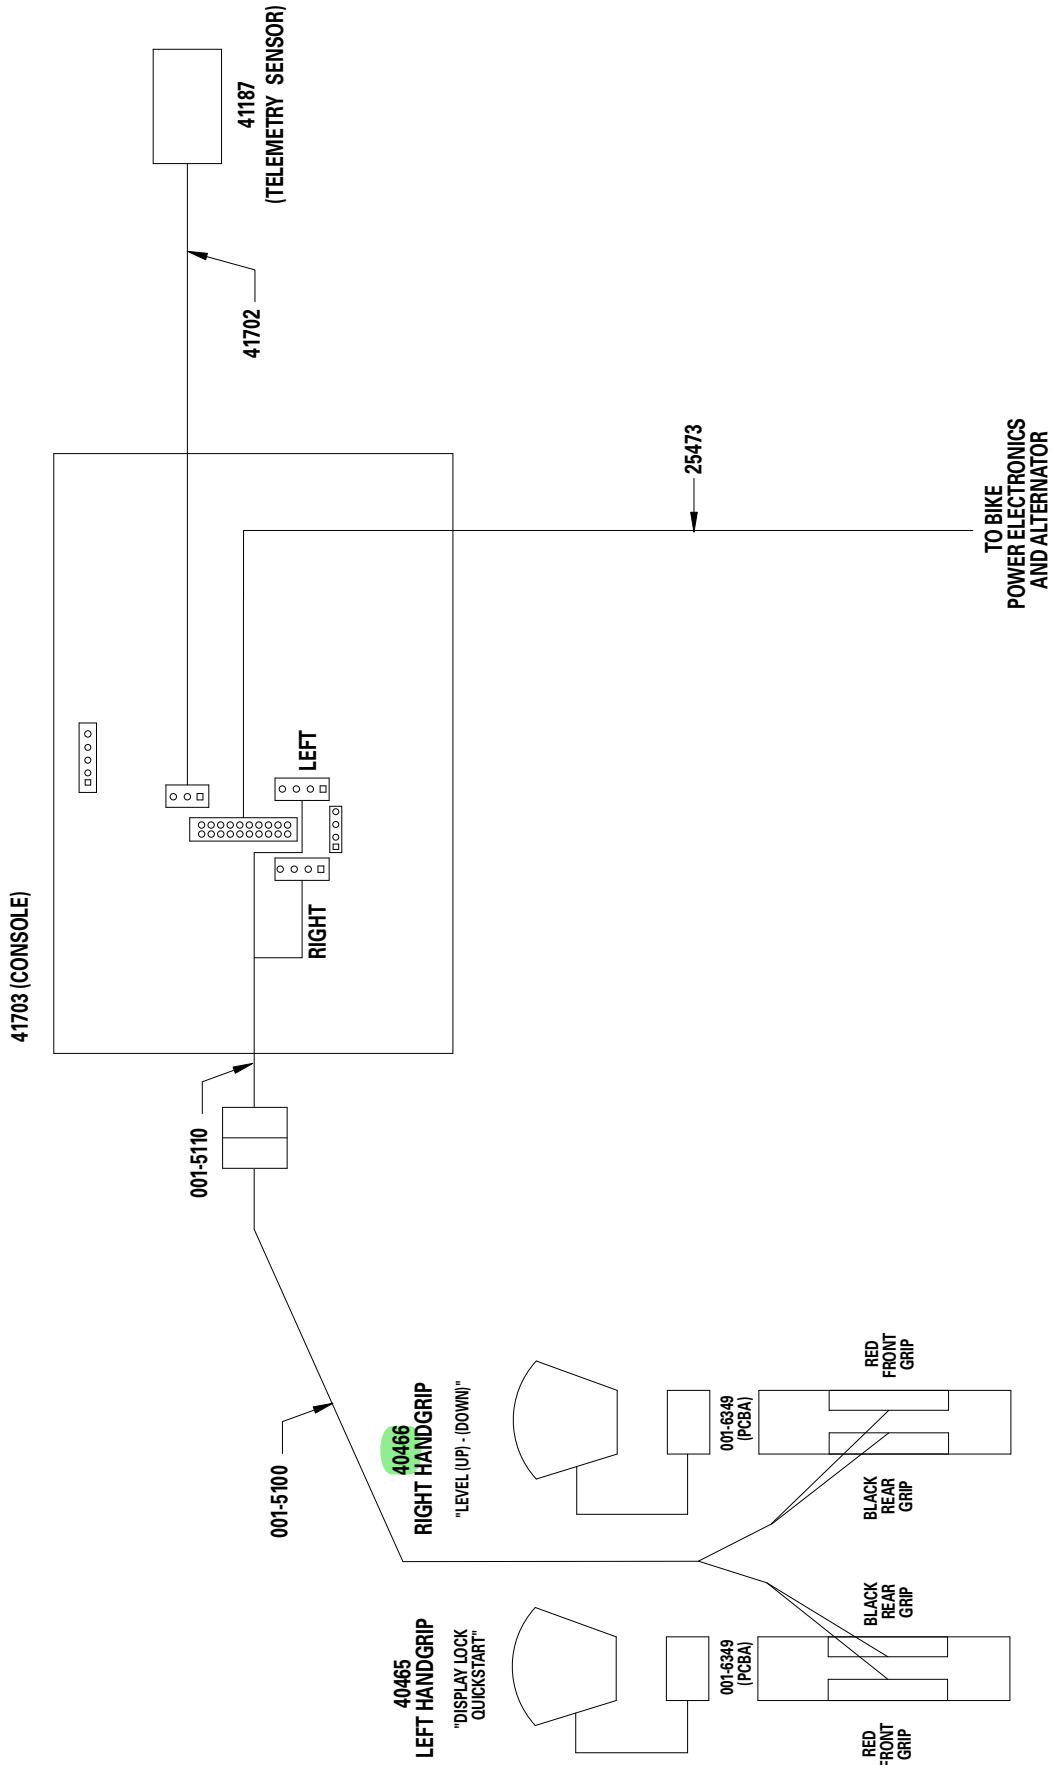 41187
(TELEMETRY SENSOR)
41702
25473
TO BIKE
POWER ELECTRONICS
AND ALTERNATOR
41703 (CONSOLE)
LEFT
RIGHT
001-5110
001-5100
40466
RIGHT HANDGRIP
"LEVEL (UP) - (DOWN)"
001-6349
(PCBA)
RED
FRONT
GRIP
BLACK
REAR
GRIP
40465
LEFT HANDGRIP
"DISPLAY LOCK
QUICKSTART"
001-6349
(PCBA)
BLACK
REAR
GRIP
RED
FRONT
GRIP